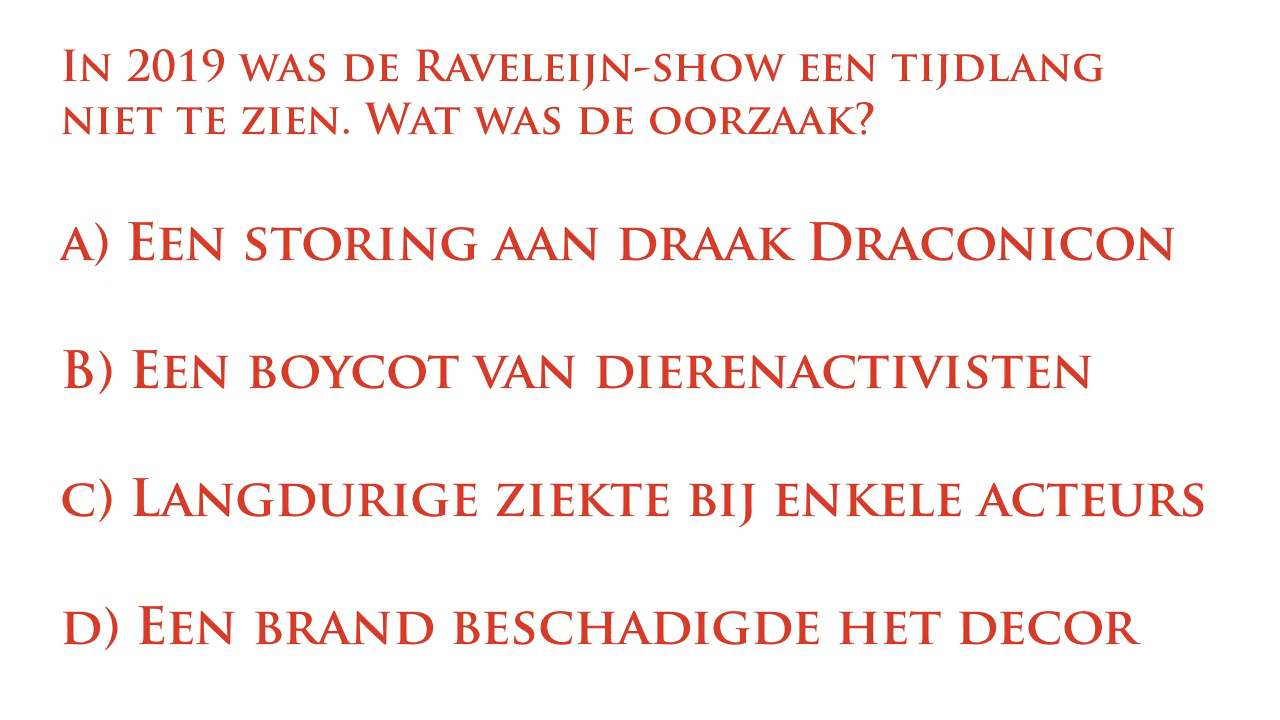 In 2019 was de Raveleijn-show een tijdlang
niet te zien. Wat was de oorzaak?
a) Een storing aan draak Draconicon
B) Een boycot van dierenactivisten
c) Langdurige ziekte bij enkele acteurs
d) Een brand beschadigde het decor